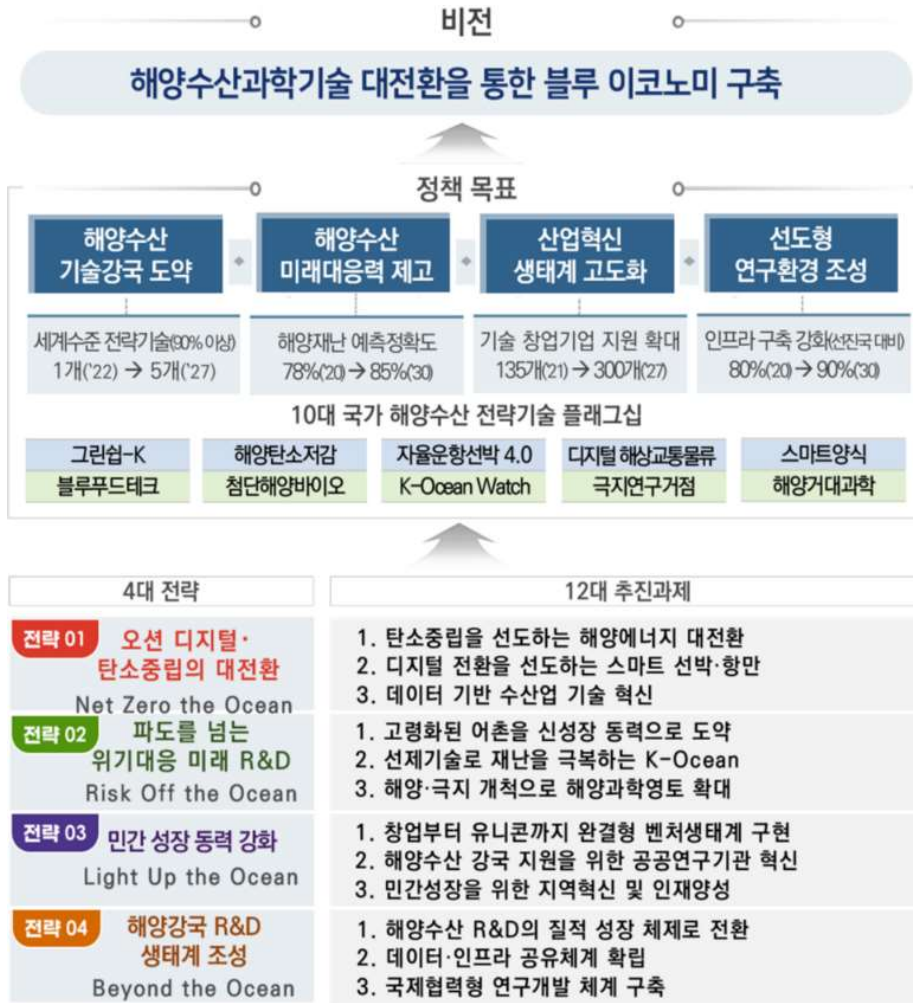 비전
해양수산과학기술 대전환을 통한 블루 이코노미 구축
정책 목표
해양수산
기술강국 도약
해양수산
미래대응력 제고
산업혁신
생태계 고도화
선도형
연구환경 조성
세계수준 전략기술(90% 이상)
1개('22) → 5개('27)
해양재난 예측정확도
78%('20) → 85%('30)
기술 창업기업 지원 확대
135개('21) → 300개('27)
인프라 구축 강화(선진국 대비)
80%('20) → 90%('30)
10대 국가 해양수산 전략기술 플래그십
그린쉽-K 해양탄소저감 자율운항선박 4.0 디지털 해상교통물류 스마트양식
블루푸드테크 첨단해양바이오 K-Ocean Watch 극지연구거점 해양거대과학
4대 전략
12대 추진과제
전략 01
오션 디지털·
탄소중립의 대전환
Net Zero the Ocean
1. 탄소중립을 선도하는 해양에너지 대전환
2. 디지털 전환을 선도하는 스마트 선박·항만
3. 데이터 기반 수산업 기술 혁신
전략 02
파도를 넘는
위기대응 미래 R&D
Risk Off the Ocean
1. 고령화된 어촌을 신성장 동력으로 도약
2. 선제기술로 재난을 극복하는 K-Ocean
3. 해양·극지 개척으로 해양과학영토 확대
전략 03
민간 성장 동력 강화
Light Up the Ocean
1. 창업부터 유니콘까지 완결형 벤처생태계 구현
2. 해양수산 강국 지원을 위한 공공연구기관 혁신
3. 민간성장을 위한 지역혁신 및 인재양성
전략 04
해양강국 R&D
생태계 조성
Beyond the Ocean
1. 해양수산 R&D의 질적 성장 체제로 전환
2. 데이터·인프라 공유체계 확립
3. 국제협력형 연구개발 체계 구축